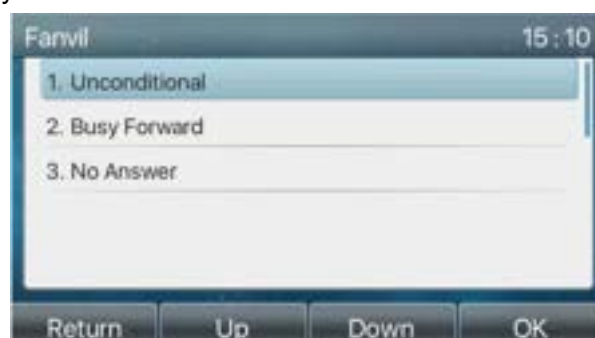 Fanvil 15:10
1. Unconditional
2. Busy Forward
3. No Answer
Return Up Down OK